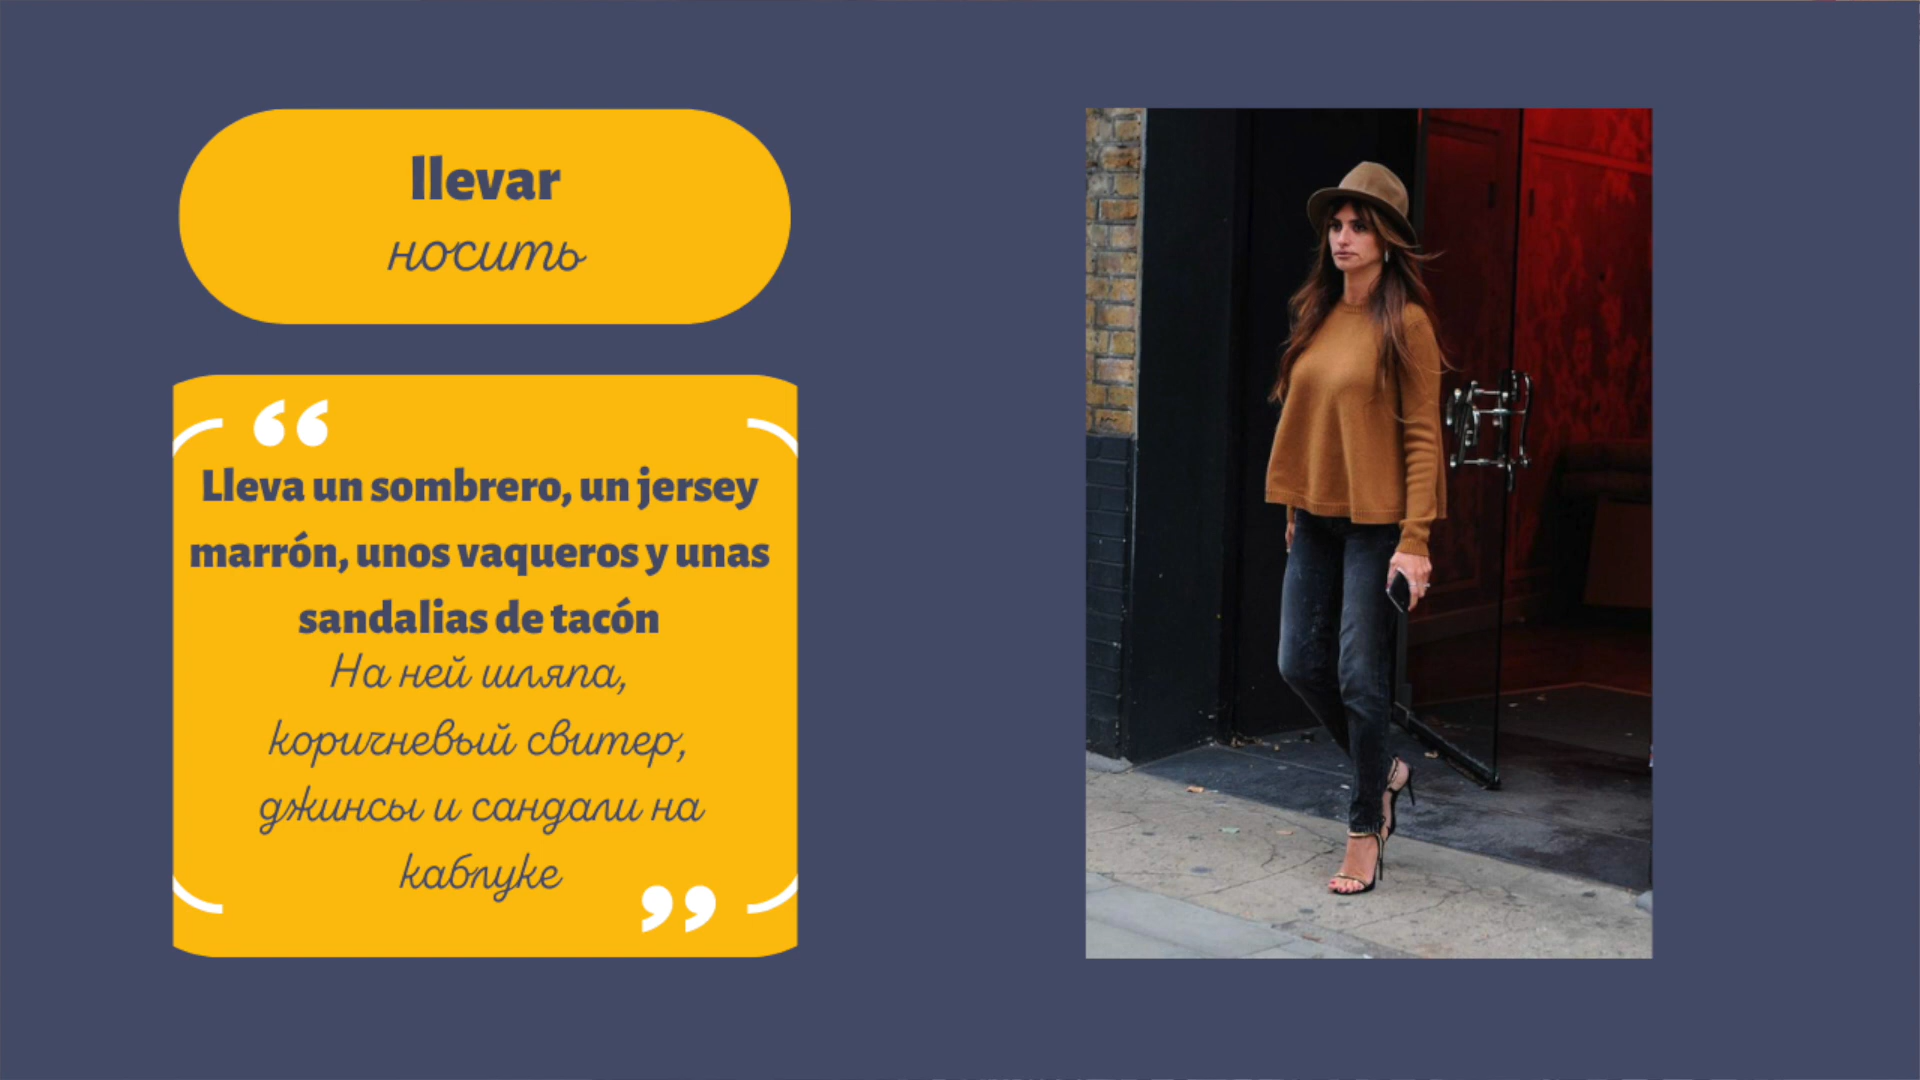 llevar
носить
“
Lleva un sombrero, un jersey
marrón, unos vaqueros y unas
sandalias de tacón
На ней шляпа,
коричневый свитер,
джинсы и сандали на
каблуке
”